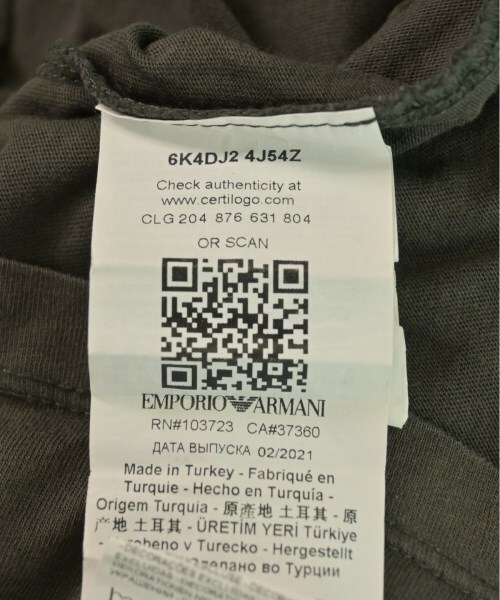 6K4DJ2 4J54Z
Check authenticity at
www.certilogo.com
CLG 204 876 631 804
OR SCAN
EMPORIO ARMANI
RN#103723 CA#37360
ДАТА ВЫПУСКА 02/2021
Made in Turkey - Fabriqué en
Turquie - Hecho en Turquía -
Origem Turquia - 原產地 土耳其 - 原
产地 土耳其 - ÜRETİM YERİ Türkiye
v Turecko - Hergestellt
во Турции